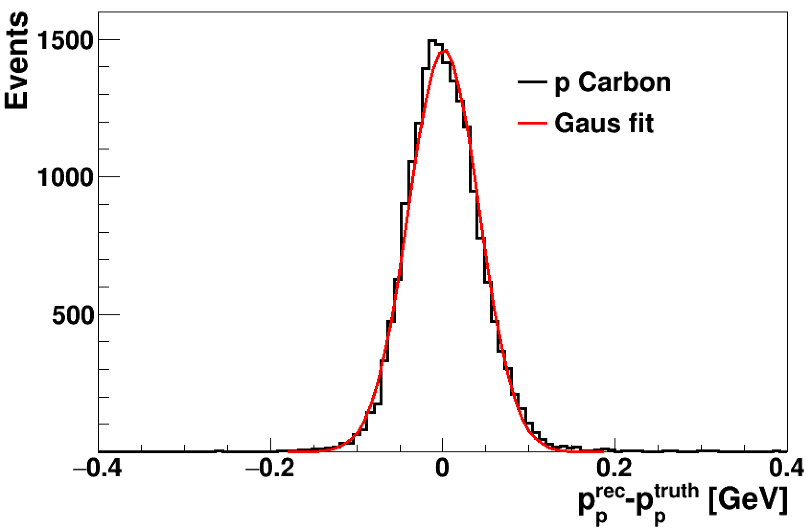 Events
1500
1000
500
p Carbon
Gaus fit
−0.4 −0.2 0 0.2 0.4
p_p^rec-p_p^truth [GeV]